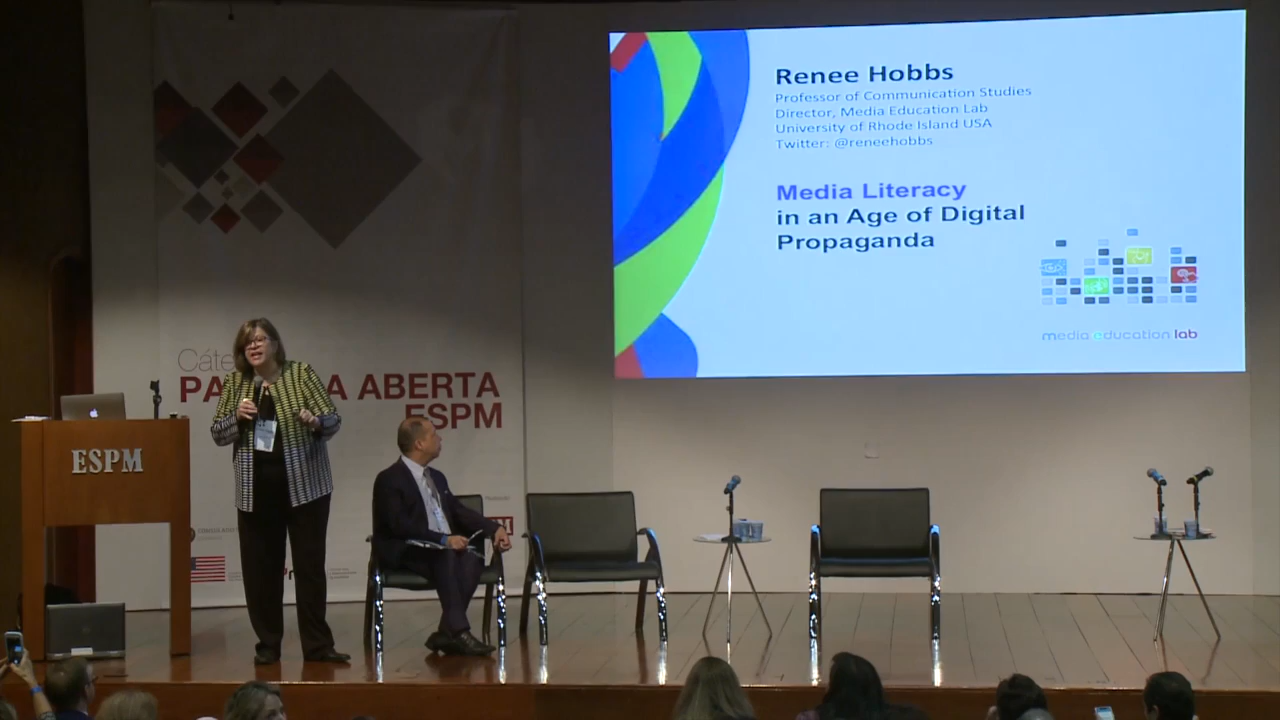 Renee Hobbs
Professor of Communication Studies
Director, Media Education Lab
University of Rhode Island USA
Twitter: @reneehobbs
Media Literacy
in an Age of Digital
Propaganda
media education lab
ABERTA
ESPM
ESPM